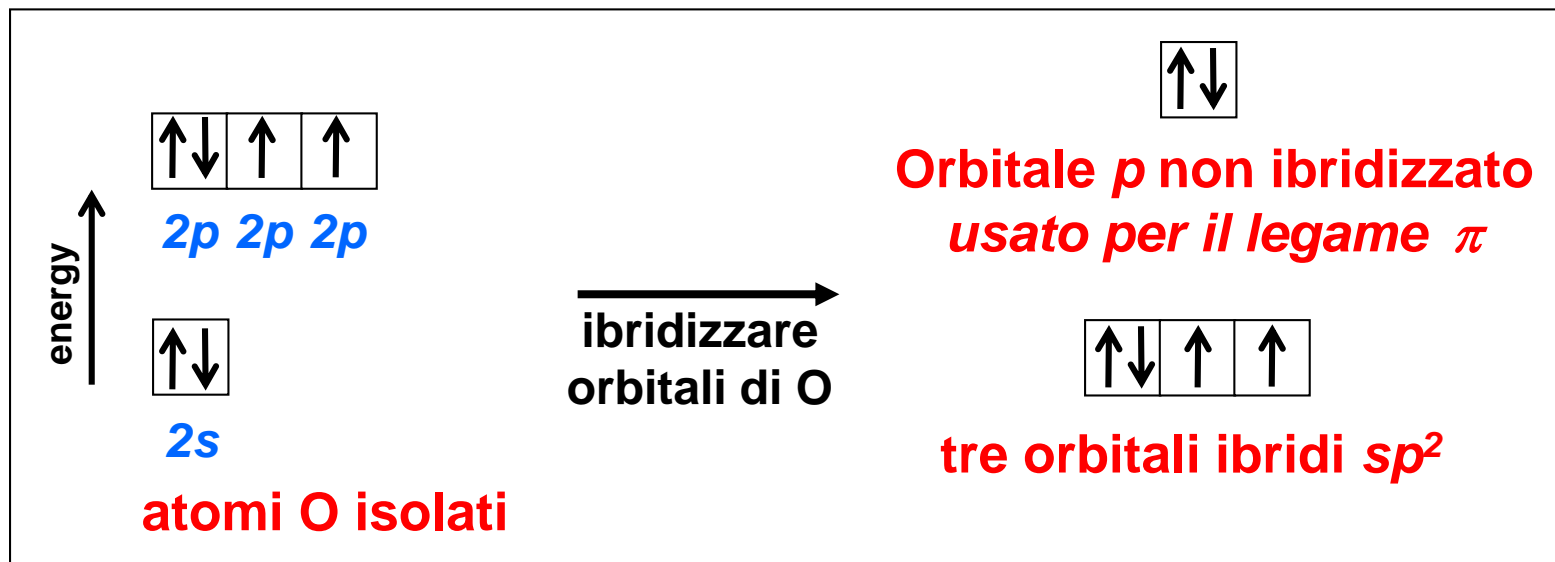 Orbitale p non ibridizzato
usato per il legame π
2p 2p 2p
energy
ibridizzare
orbitali di O
2s
tre orbitali ibridi sp²
atomi O isolati